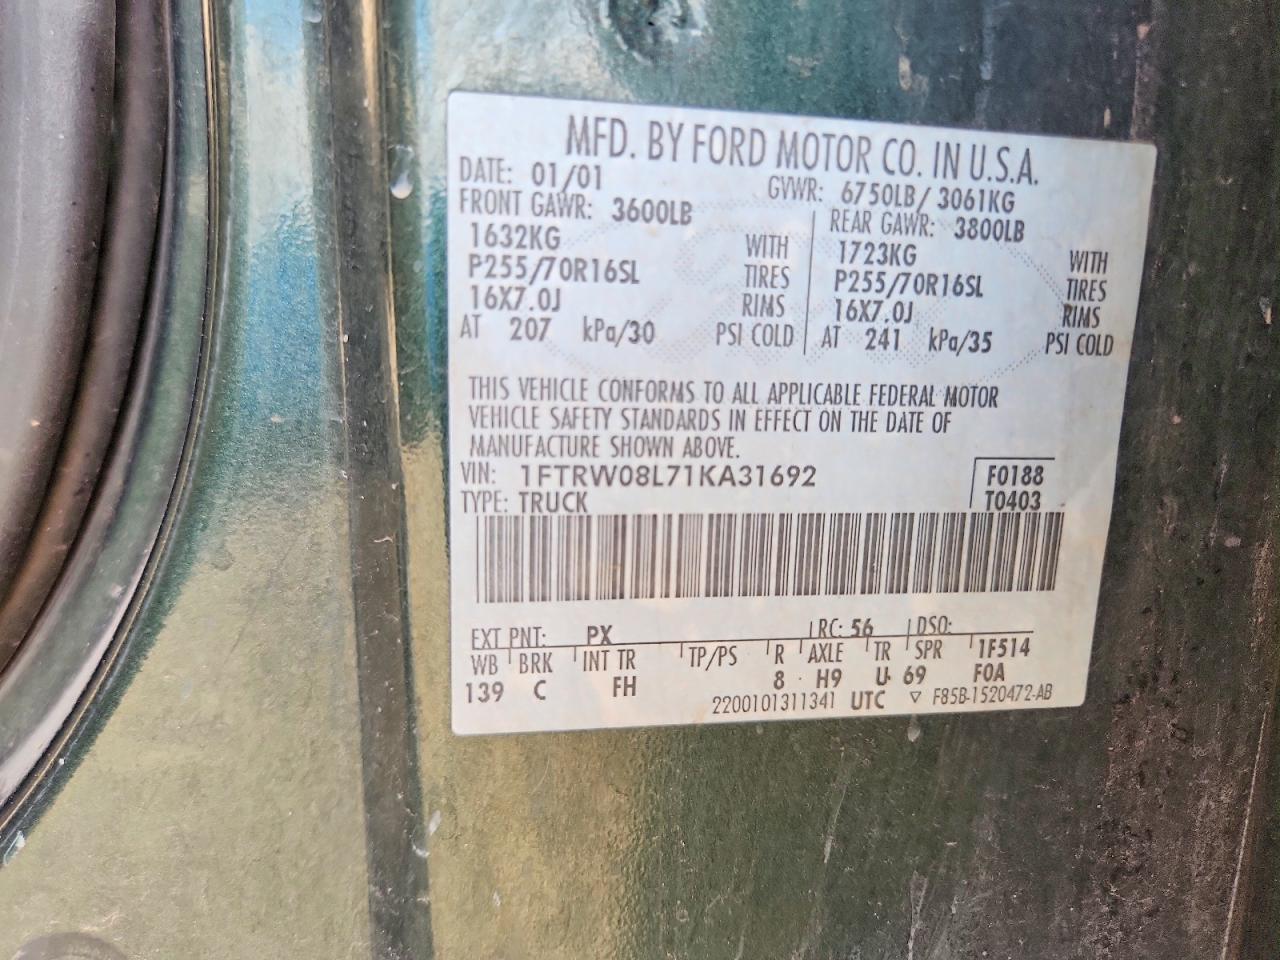 MFD. BY FORD MOTOR CO. IN U.S.A.
DATE: 01/01 GVWR: 6750LB/ 3061KG
FRONT GAWR: 3600LB REAR GAWR: 3800LB
1632KG WITH 1723KG WITH
P255/70R16SL TIRES P255/70R16SL TIRES
16X7.0J RIMS 16X7.0J RIMS
AT 207 kPa/30 PSI COLD AT 241 kPa/35 PSI COLD
THIS VEHICLE CONFORMS TO ALL APPLICABLE FEDERAL MOTOR
VEHICLE SAFETY STANDARDS IN EFFECT ON THE DATE OF
MANUFACTURE SHOWN ABOVE.
VIN: 1FTRW08L71KA31692 F0188
TYPE: TRUCK T0403
EXT PNT: PX RC: 56 DSO:
WB BRK INT TR TP/PS R AXLE TR SPR 1F514
139 C FH 8 H9 U 69 F0A
2200101311341 UTC ▽ F85B-1520472-AB